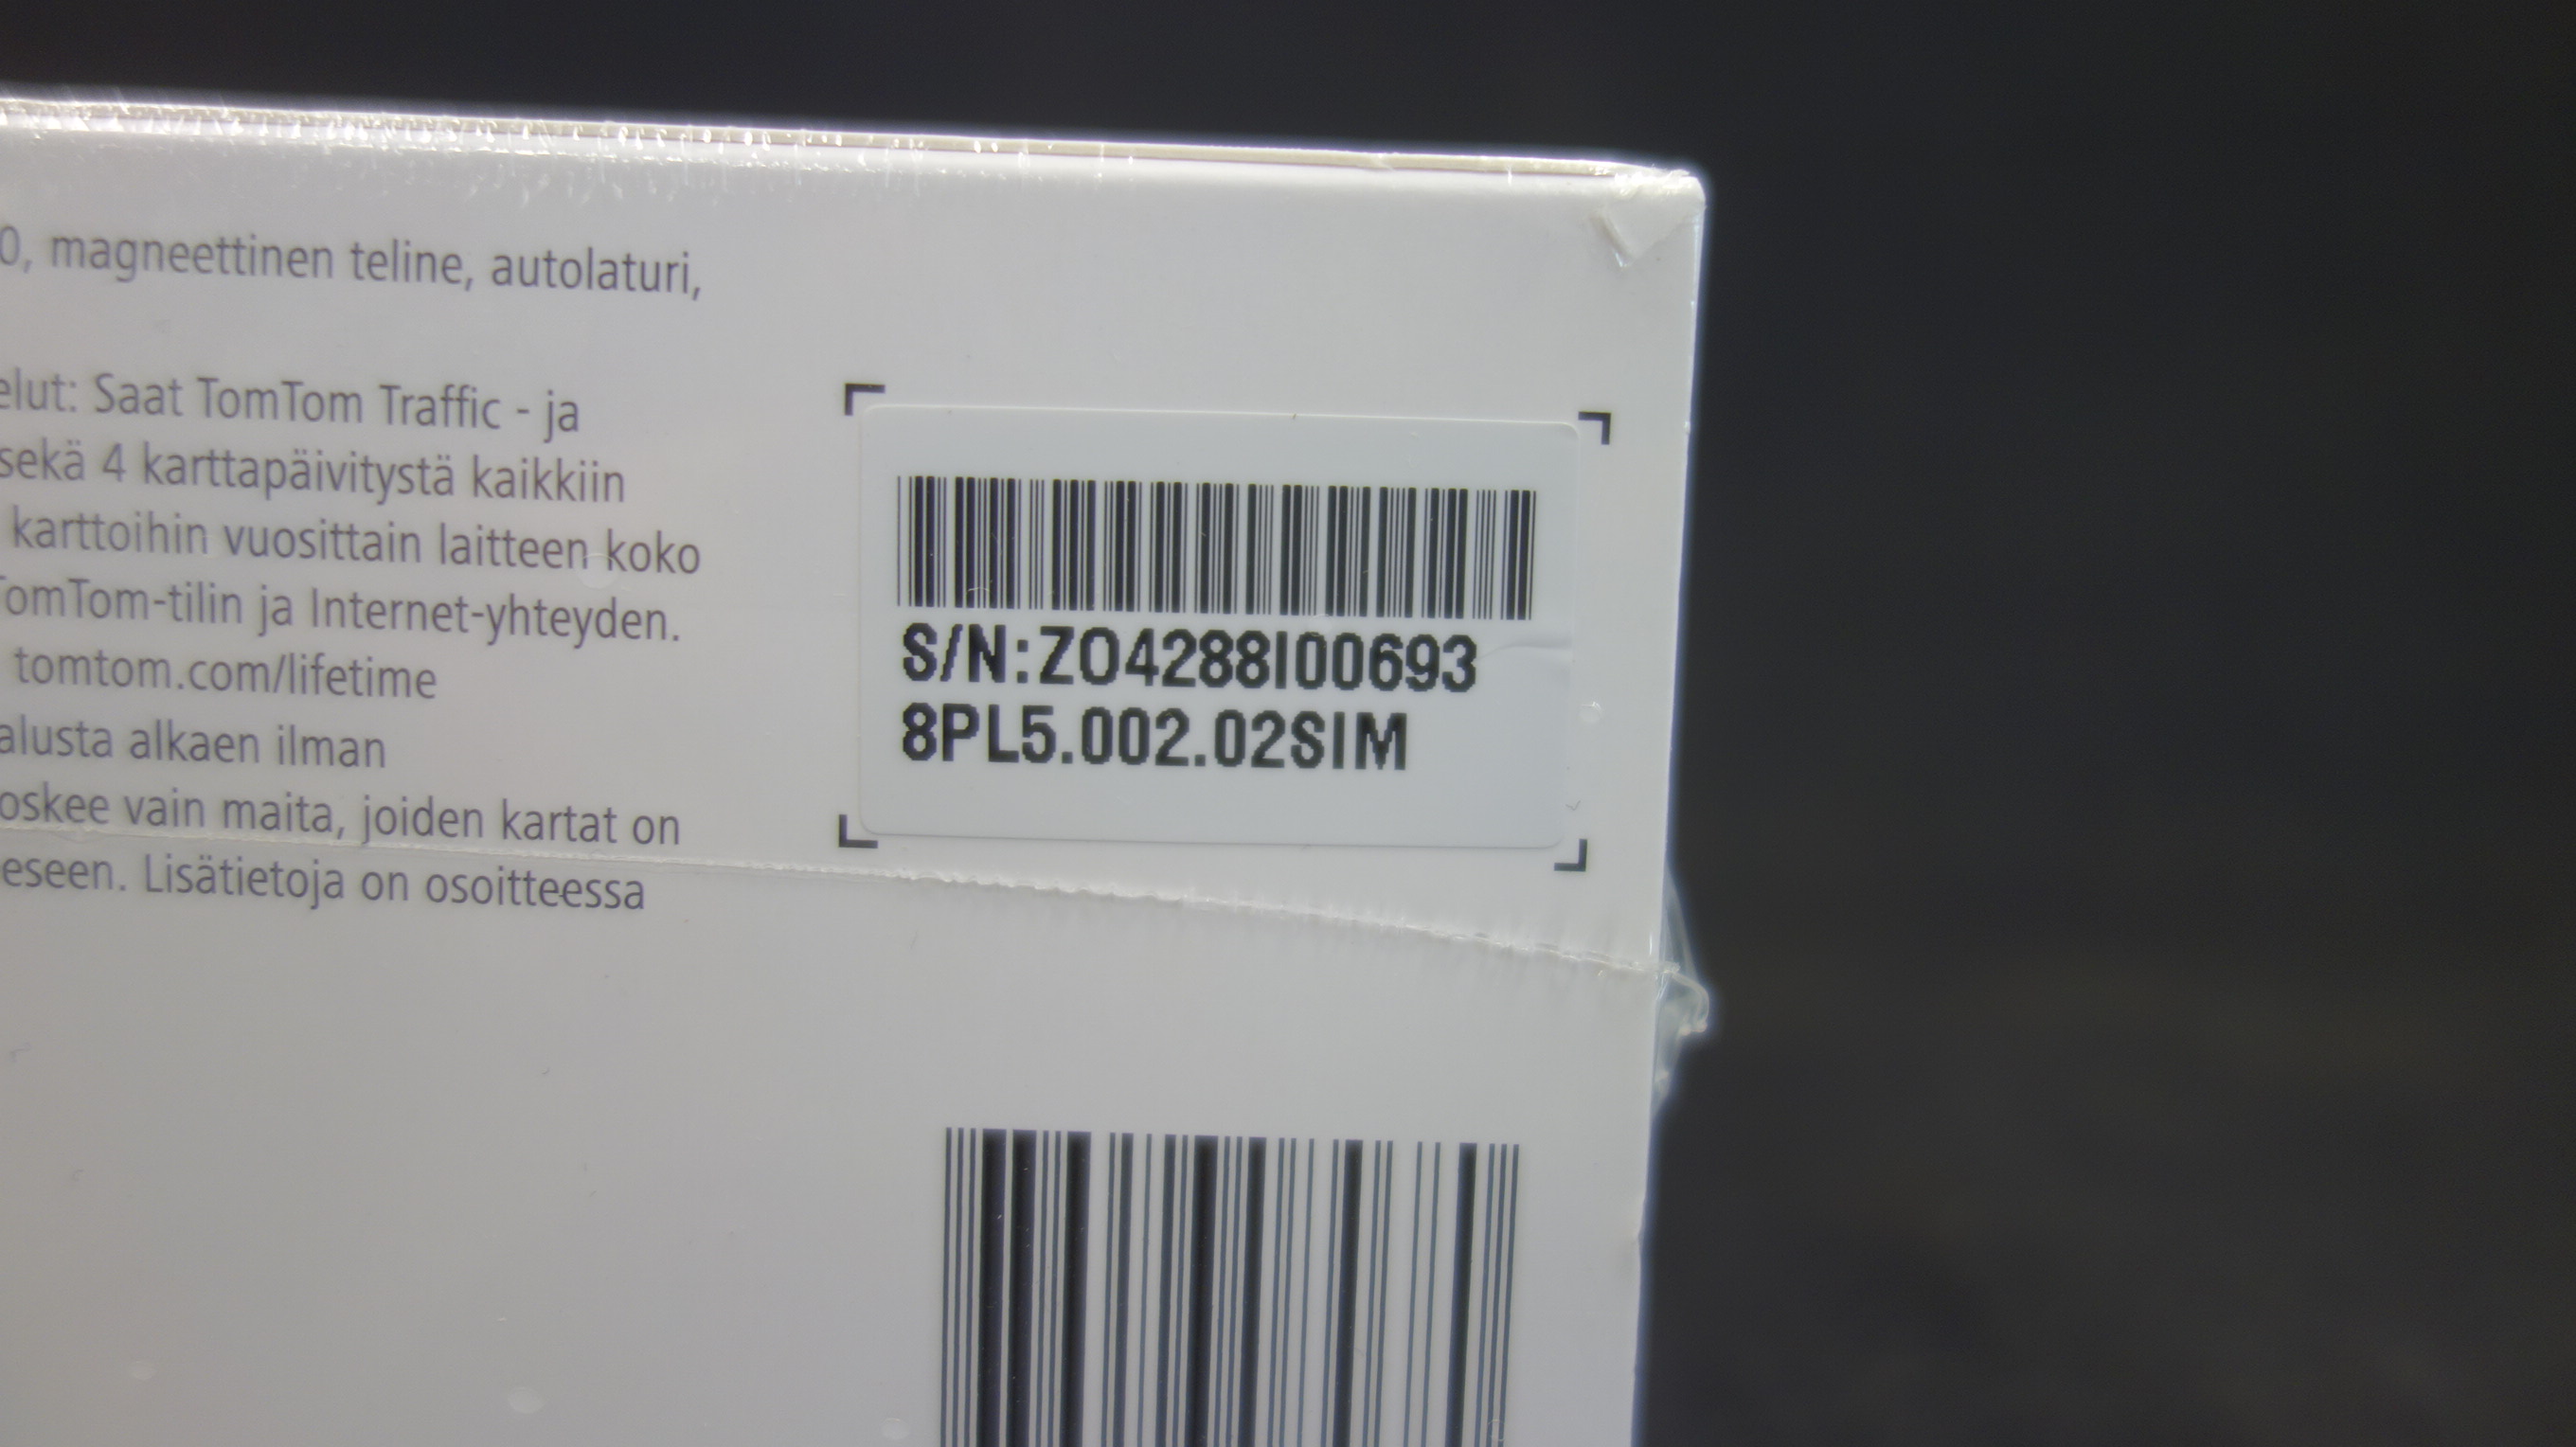 0, magneettinen teline, autolaturi,
elut: Saat TomTom Traffic - ja
sekä 4 karttapäivitystä kaikkiin
karttoihin vuosittain laitteen koko
TomTom-tilin ja Internet-yhteyden.
tomtom.com/lifetime
alusta alkaen ilman
oskee vain maita, joiden kartat on
eseen. Lisätietoja on osoitteessa
S/N:ZO4288I00693
8PL5.002.02SIM